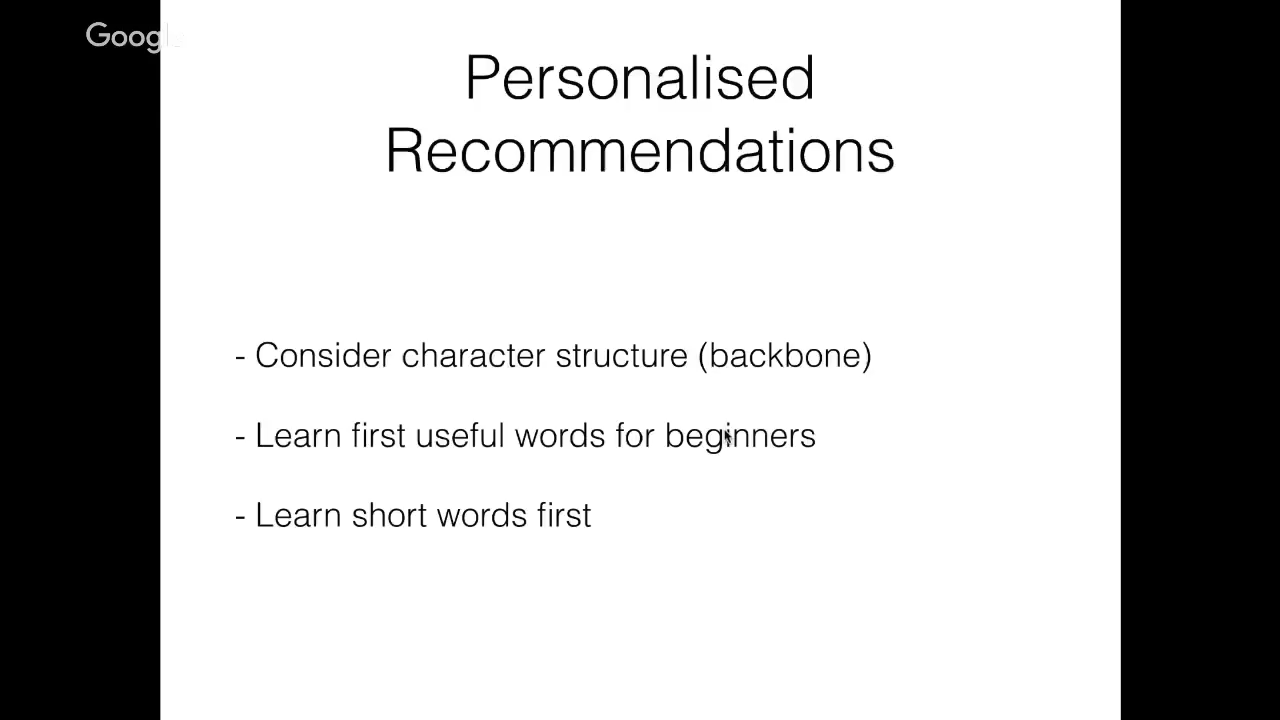 Google
Personalised
Recommendations
- Consider character structure (backbone)
- Learn first useful words for beginners
- Learn short words first